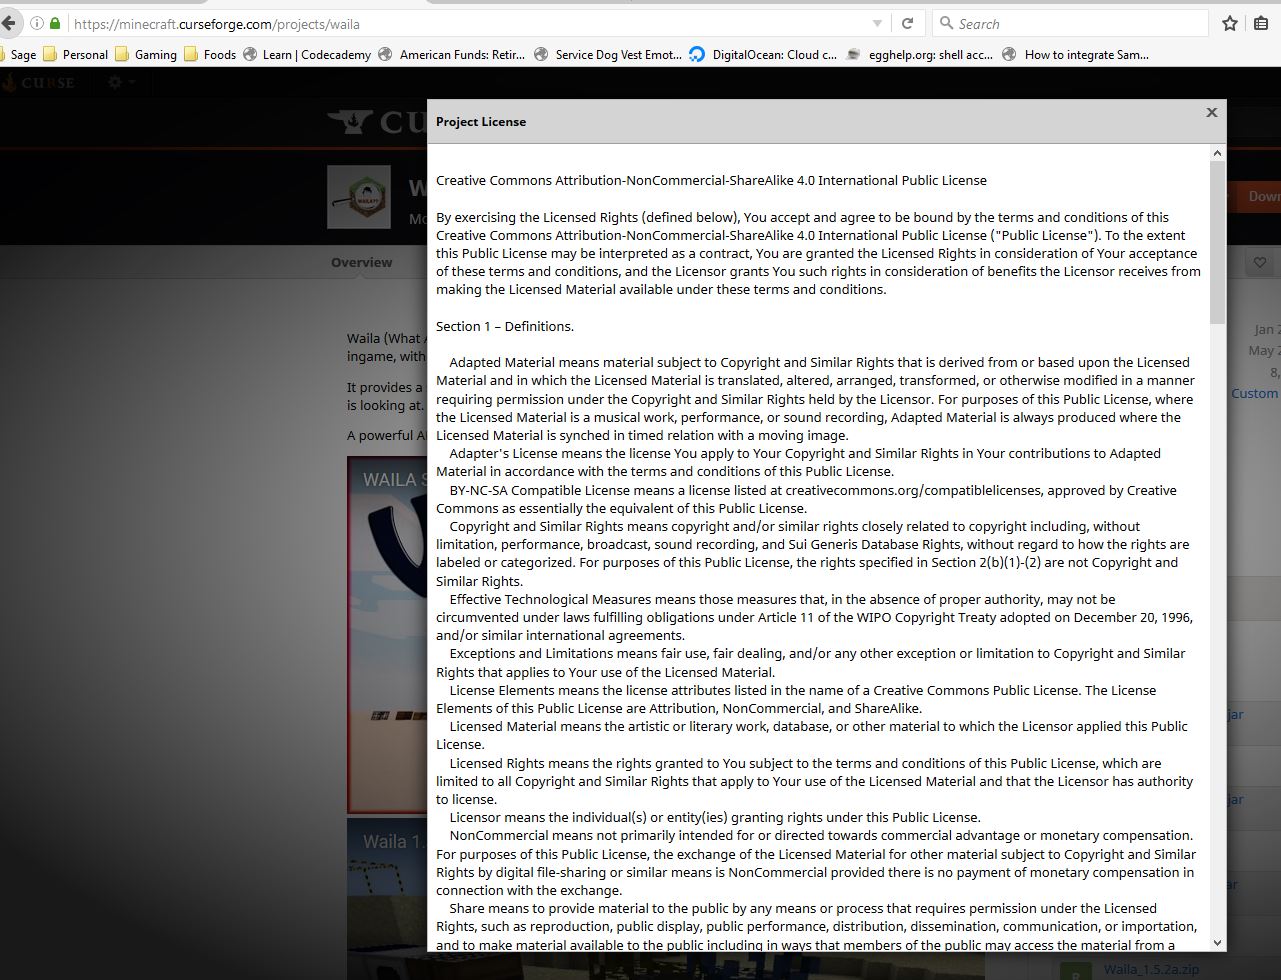 https://minecraft.curseforge.com/projects/waila
Search
Sage Personal Gaming Foods Learn | Codecademy American Funds: Retir... Service Dog Vest Emot... DigitalOcean: Cloud c... egghelp.org: shell acc... How to integrate Sam...
CURSE
CU
W
Mo
Down
Overview
Project License
Creative Commons Attribution-NonCommercial-ShareAlike 4.0 International Public License
By exercising the Licensed Rights (defined below), You accept and agree to be bound by the terms and conditions of this
Creative Commons Attribution-NonCommercial-ShareAlike 4.0 International Public License ("Public License"). To the extent
this Public License may be interpreted as a contract, You are granted the Licensed Rights in consideration of Your acceptance
of these terms and conditions, and the Licensor grants You such rights in consideration of benefits the Licensor receives from
making the Licensed Material available under these terms and conditions.
Section 1 – Definitions.
Adapted Material means material subject to Copyright and Similar Rights that is derived from or based upon the Licensed
Material and in which the Licensed Material is translated, altered, arranged, transformed, or otherwise modified in a manner
requiring permission under the Copyright and Similar Rights held by the Licensor. For purposes of this Public License, where
the Licensed Material is a musical work, performance, or sound recording, Adapted Material is always produced where the
Licensed Material is synched in timed relation with a moving image.
Adapter's License means the license You apply to Your Copyright and Similar Rights in Your contributions to Adapted
Material in accordance with the terms and conditions of this Public License.
BY-NC-SA Compatible License means a license listed at creativecommons.org/compatiblelicenses, approved by Creative
Commons as essentially the equivalent of this Public License.
Copyright and Similar Rights means copyright and/or similar rights closely related to copyright including, without
limitation, performance, broadcast, sound recording, and Sui Generis Database Rights, without regard to how the rights are
labeled or categorized. For purposes of this Public License, the rights specified in Section 2(b)(1)-(2) are not Copyright and
Similar Rights.
Effective Technological Measures means those measures that, in the absence of proper authority, may not be
circumvented under laws fulfilling obligations under Article 11 of the WIPO Copyright Treaty adopted on December 20, 1996,
and/or similar international agreements.
Exceptions and Limitations means fair use, fair dealing, and/or any other exception or limitation to Copyright and Similar
Rights that applies to Your use of the Licensed Material.
License Elements means the license attributes listed in the name of a Creative Commons Public License. The License
Elements of this Public License are Attribution, NonCommercial, and ShareAlike.
Licensed Material means the artistic or literary work, database, or other material to which the Licensor applied this Public
License.
Licensed Rights means the rights granted to You subject to the terms and conditions of this Public License, which are
limited to all Copyright and Similar Rights that apply to Your use of the Licensed Material and that the Licensor has authority
to license.
Licensor means the individual(s) or entity(ies) granting rights under this Public License.
NonCommercial means not primarily intended for or directed towards commercial advantage or monetary compensation.
For purposes of this Public License, the exchange of the Licensed Material for other material subject to Copyright and Similar
Rights by digital file-sharing or similar means is NonCommercial provided there is no payment of monetary compensation in
connection with the exchange.
Share means to provide material to the public by any means or process that requires permission under the Licensed
Rights, such as reproduction, public display, public performance, distribution, dissemination, communication, or importation,
and to make material available to the public including in ways that members of the public may access the material from a
Waila (What A
ingame, with
It provides a
is looking at.
A powerful A
WAILA S
Waila 1.
Jan 2
May 2
8,
Custom
jar
jar
ar
R
Waila_1.5.2a.zip